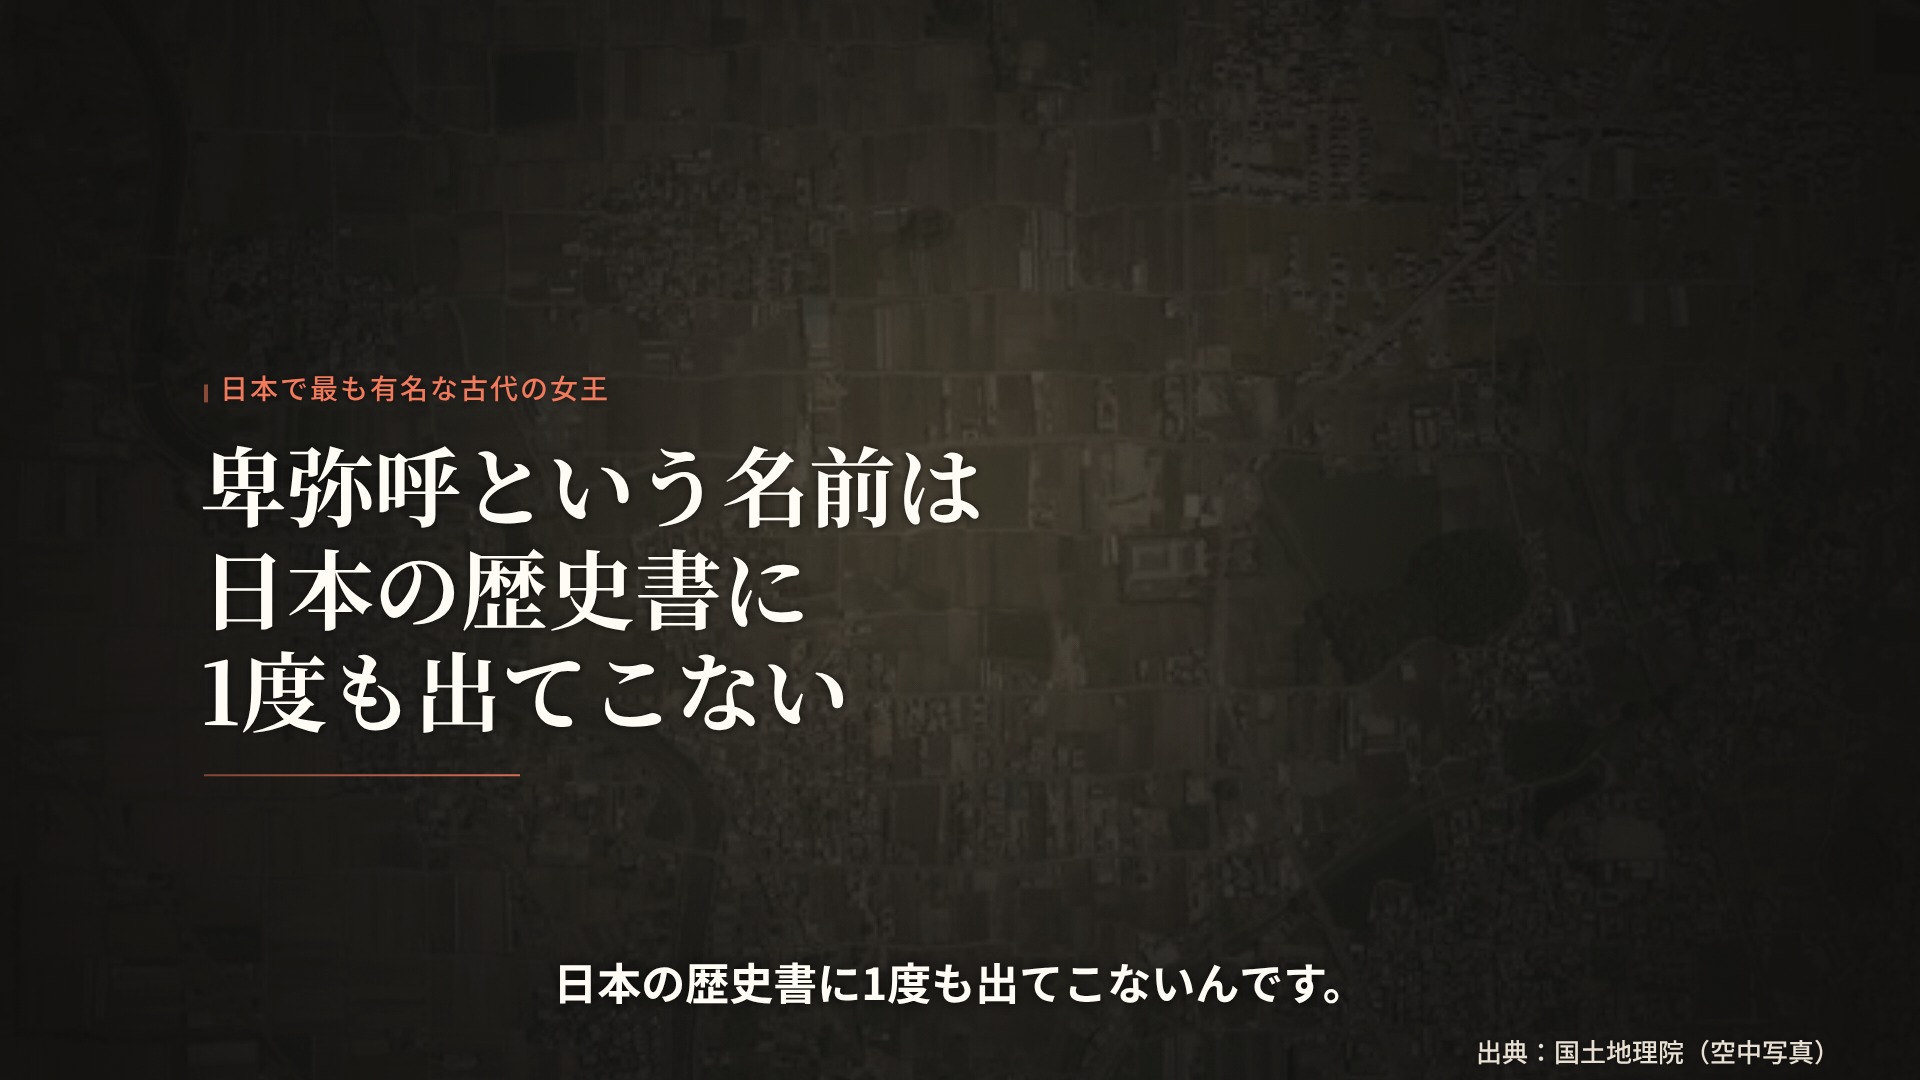 日本で最も有名な古代の女王
卑弥呼という名前は
日本の歴史書に
1度も出てこない
日本の歴史書に1度も出てこないんです。
出典：国土地理院（空中写真）